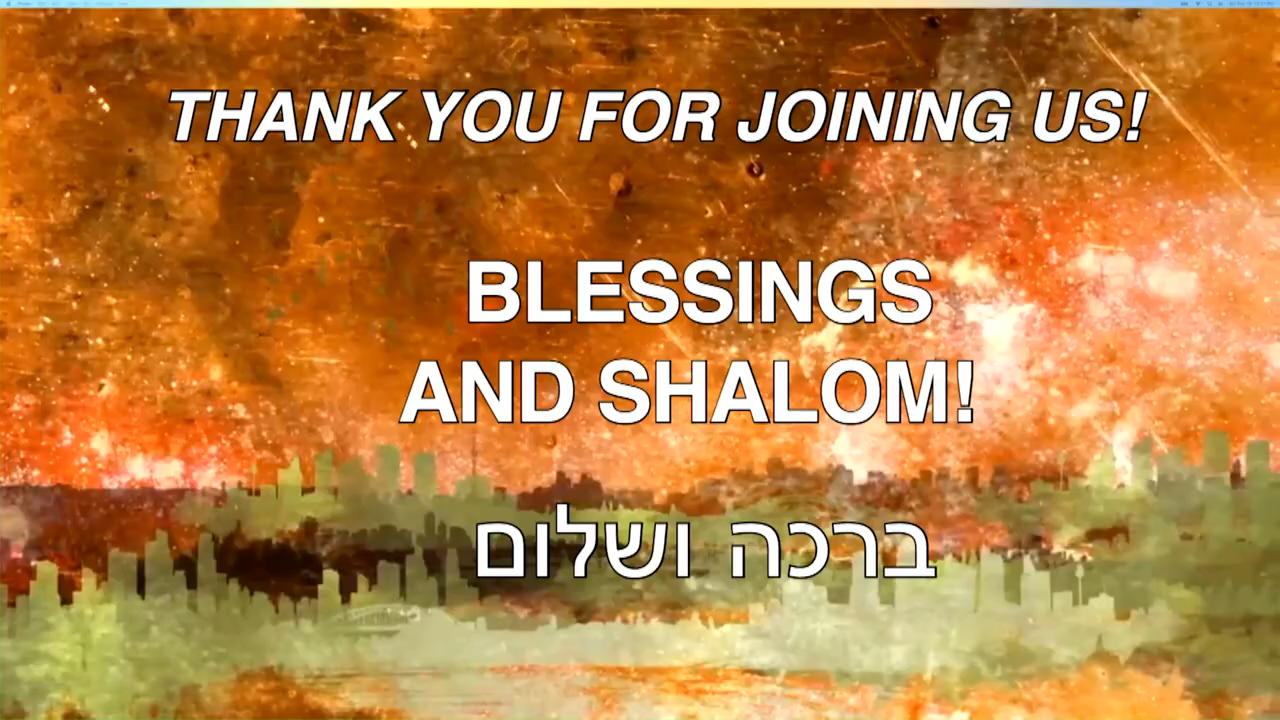 THANK YOU FOR JOINING US!
BLESSINGS
AND SHALOM!
ברכה ושלום